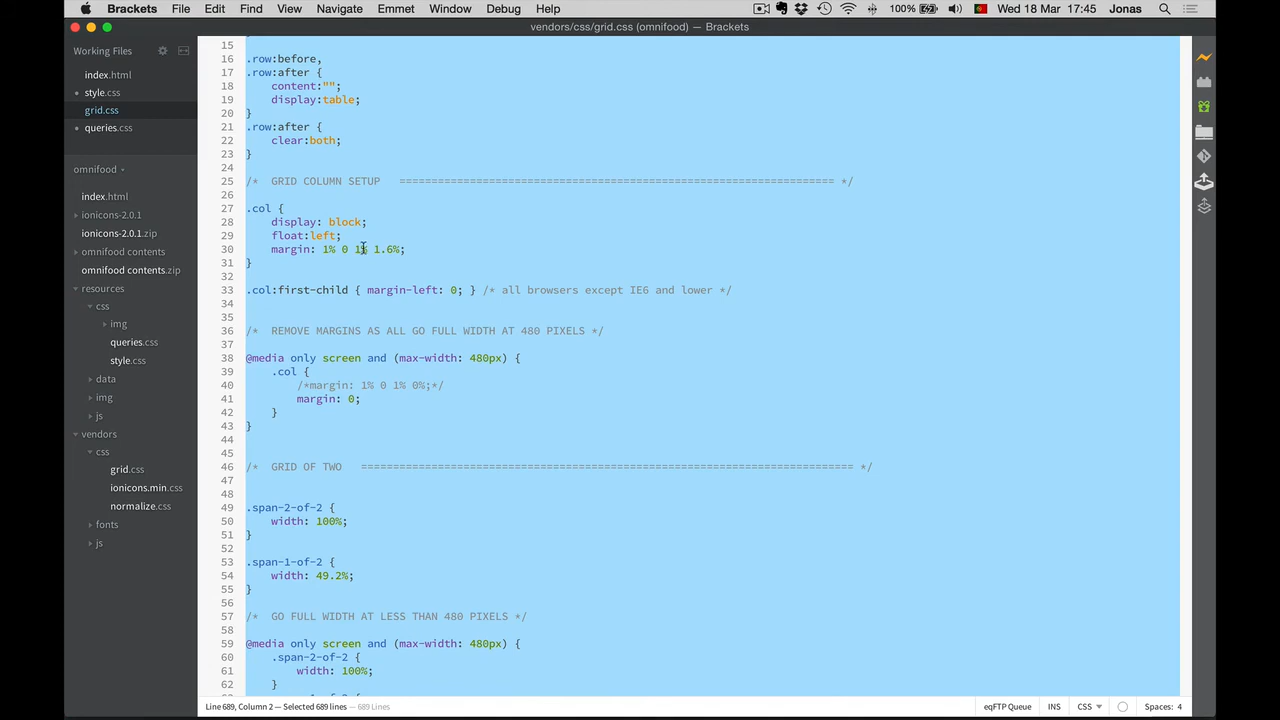 Brackets File Edit Find View Navigate Emmet Window Debug Help 100% Wed 18 Mar 17:45 Jonas
vendors/css/grid.css (omnifood) — Brackets
Working Files
index.html
style.css
grid.css
queries.css
omnifood
index.html
ionicons-2.0.1
ionicons-2.0.1.zip
omnifood contents
omnifood contents.zip
resources
css
img
queries.css
style.css
data
img
js
vendors
css
grid.css
ionicons.min.css
normalize.css
fonts
js
15
16 .row:before,
17 .row:after {
18 content:"";
19 display:table;
20 }
21 .row:after {
22 clear:both;
23 }
24
25 /* GRID COLUMN SETUP ==================================================================== */
26
27 .col {
28 display: block;
29 float:left;
30 margin: 1% 0 1% 1.6%;
31 }
32
33 .col:first-child { margin-left: 0; } /* all browsers except IE6 and lower */
34
35
36 /* REMOVE MARGINS AS ALL GO FULL WIDTH AT 480 PIXELS */
37
38 @media only screen and (max-width: 480px) {
39 .col {
40 /*margin: 1% 0 1% 0%;*/
41 margin: 0;
42 }
43 }
44
45
46 /* GRID OF TWO ============================================================================= */
47
48
49 .span-2-of-2 {
50 width: 100%;
51 }
52
53 .span-1-of-2 {
54 width: 49.2%;
55 }
56
57 /* GO FULL WIDTH AT LESS THAN 480 PIXELS */
58
59 @media only screen and (max-width: 480px) {
60 .span-2-of-2 {
61 width: 100%;
62 }
Line 689, Column 2 — Selected 689 lines — 689 Lines
eqFTP Queue INS CSS Spaces: 4